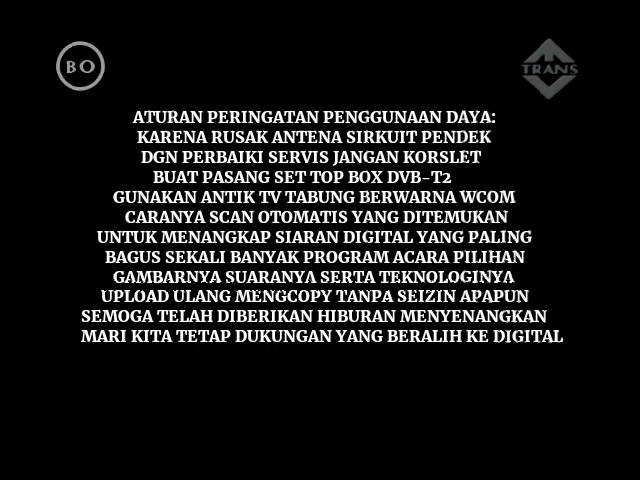 BO
TRANS
ATURAN PERINGATAN PENGGUNAAN DAYA:
KARENA RUSAK ANTENA SIRKUIT PENDEK
DGN PERBAIKI SERVIS JANGAN KORSLET
BUAT PASANG SET TOP BOX DVB-T2
GUNAKAN ANTIK TV TABUNG BERWARNA WCOM
CARANYA SCAN OTOMATIS YANG DITEMUKAN
UNTUK MENANGKAP SIARAN DIGITAL YANG PALING
BAGUS SEKALI BANYAK PROGRAM ACARA PILIHAN
GAMBARNYA SUARANYA SERTA TEKNOLOGINYA
UPLOAD ULANG MENGCOPY TANPA SEIZIN APAPUN
SEMOGA TELAH DIBERIKAN HIBURAN MENYENANGKAN
MARI KITA TETAP DUKUNGAN YANG BERALIH KE DIGITAL